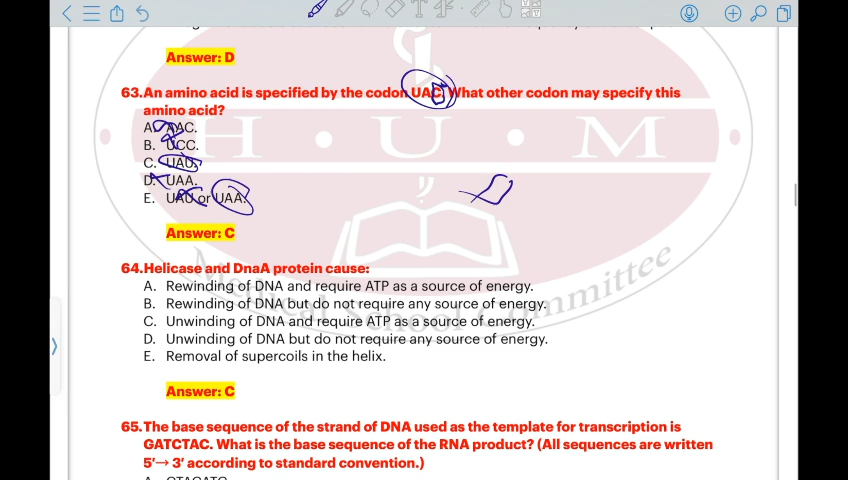 Answer: D
63. An amino acid is specified by the codon UAC. What other codon may specify this
amino acid?
A. AAC.
B. UCC.
C. UAU.
D. UAA.
E. UAU or UAA.
Answer: C
64. Helicase and DnaA protein cause:
A. Rewinding of DNA and require ATP as a source of energy.
B. Rewinding of DNA but do not require any source of energy.
C. Unwinding of DNA and require ATP as a source of energy.
D. Unwinding of DNA but do not require any source of energy.
E. Removal of supercoils in the helix.
Answer: C
65. The base sequence of the strand of DNA used as the template for transcription is
GATCTAC. What is the base sequence of the RNA product? (All sequences are written
5′→ 3′ according to standard convention.)
H • U • M
Medical School Committee